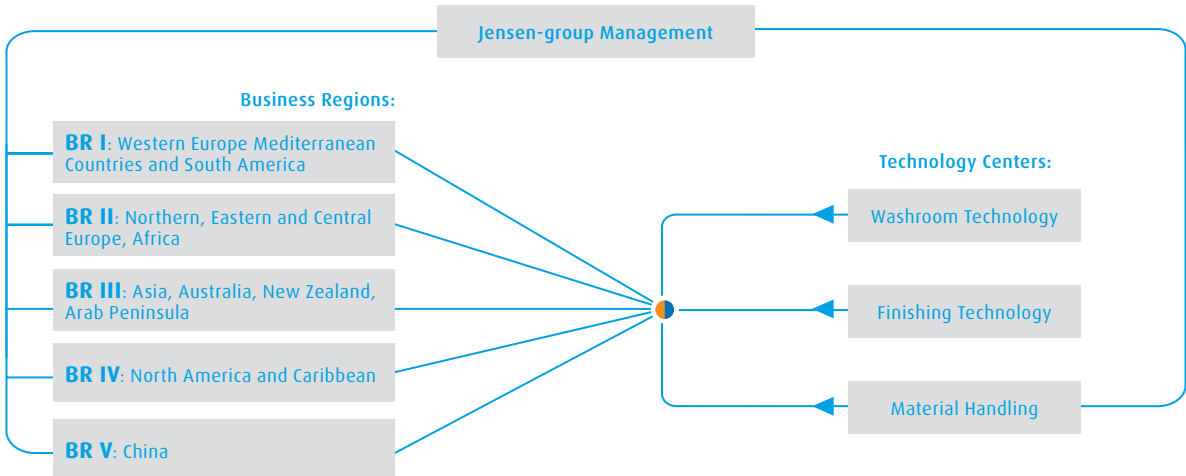 Jensen-group Management
Business Regions:
BR I: Western Europe Mediterranean
Countries and South America
BR II: Northern, Eastern and Central
Europe, Africa
BR III: Asia, Australia, New Zealand,
Arab Peninsula
BR IV: North America and Caribbean
BR V: China
Technology Centers:
Washroom Technology
Finishing Technology
Material Handling